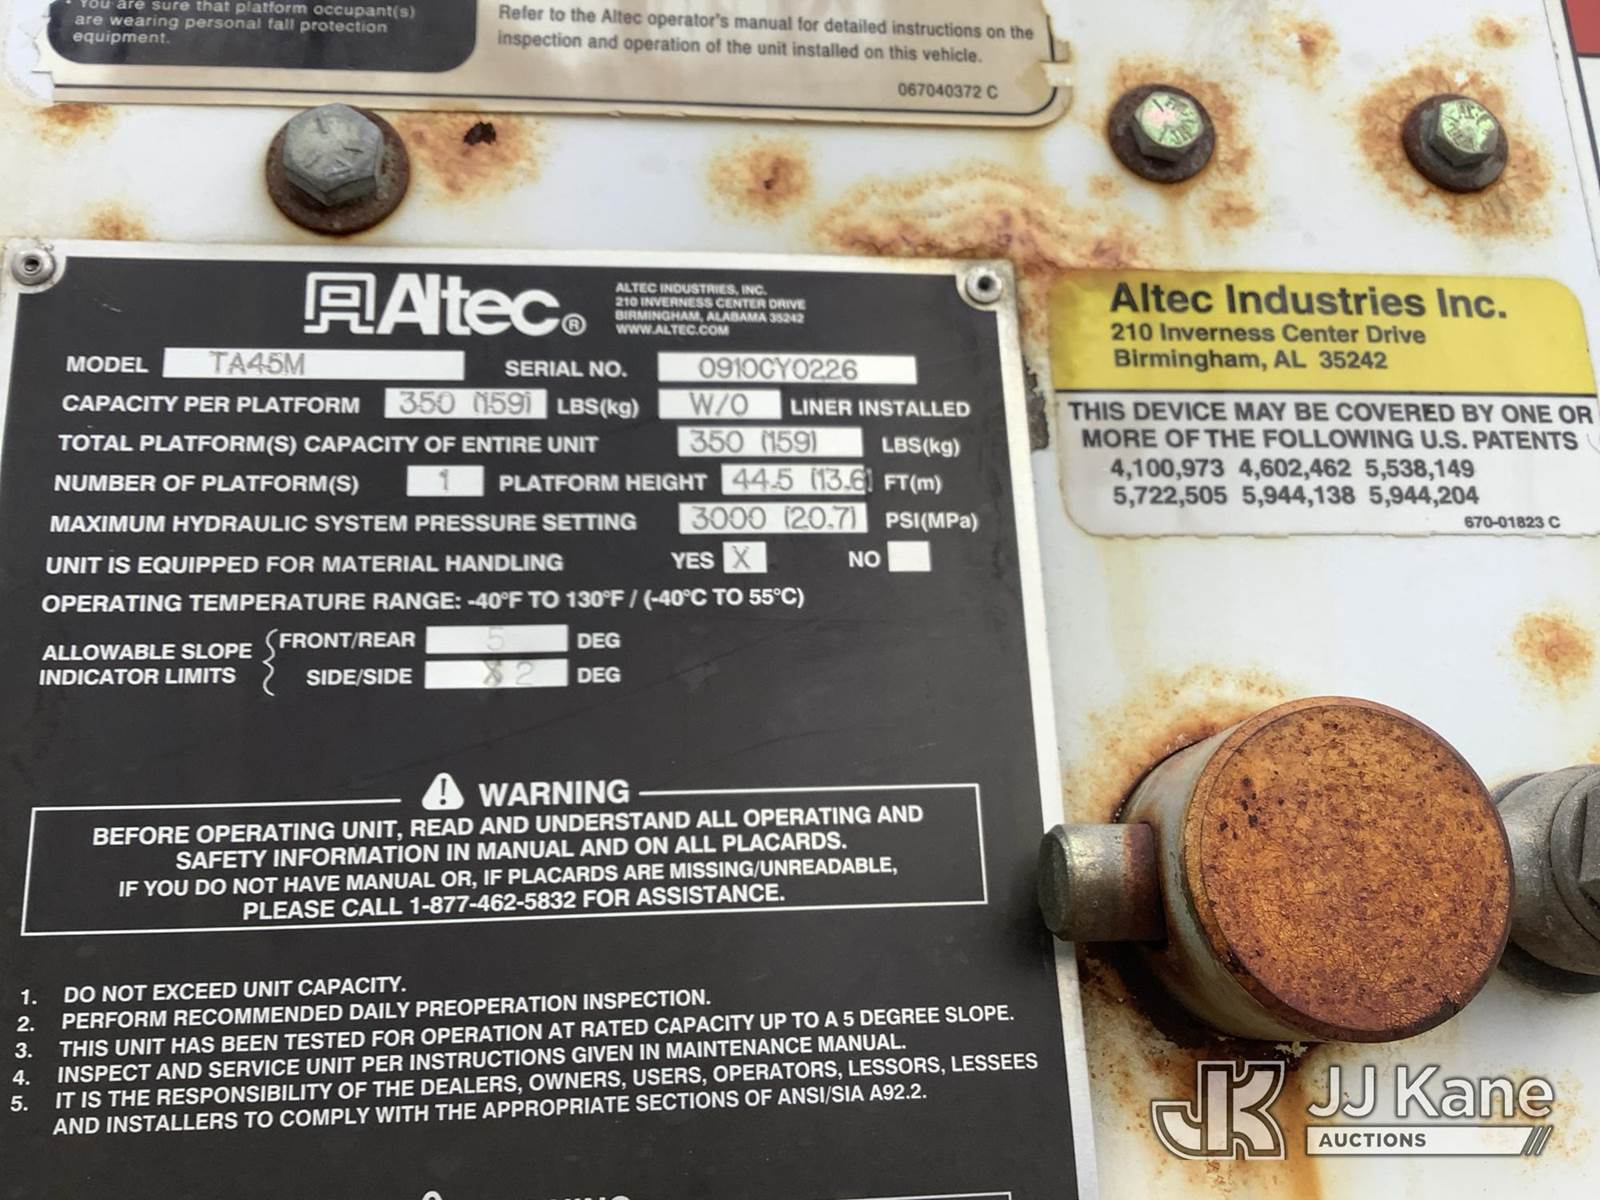 You are sure that platform occupant(s)
are wearing personal fall protection
equipment.
Refer to the Altec operator's manual for detailed instructions on the
inspection and operation of the unit installed on this vehicle.
067040372 C
Altec®
ALTEC INDUSTRIES, INC.
210 INVERNESS CENTER DRIVE
BIRMINGHAM, ALABAMA 35242
WWW.ALTEC.COM
MODEL TA45M SERIAL NO. 0910CY0226
CAPACITY PER PLATFORM 350 (159) LBS(kg) W/O LINER INSTALLED
TOTAL PLATFORM(S) CAPACITY OF ENTIRE UNIT 350 (159) LBS(kg)
NUMBER OF PLATFORM(S) 1 PLATFORM HEIGHT 44.5 (13.6) FT(m)
MAXIMUM HYDRAULIC SYSTEM PRESSURE SETTING 3000 (20.7) PSI(MPa)
UNIT IS EQUIPPED FOR MATERIAL HANDLING YES X NO
OPERATING TEMPERATURE RANGE: -40°F TO 130°F / (-40°C TO 55°C)
ALLOWABLE SLOPE
INDICATOR LIMITS
FRONT/REAR 5 DEG
SIDE/SIDE 2 DEG
WARNING
BEFORE OPERATING UNIT, READ AND UNDERSTAND ALL OPERATING AND
SAFETY INFORMATION IN MANUAL AND ON ALL PLACARDS.
IF YOU DO NOT HAVE MANUAL OR, IF PLACARDS ARE MISSING/UNREADABLE,
PLEASE CALL 1-877-462-5832 FOR ASSISTANCE.
1. DO NOT EXCEED UNIT CAPACITY.
2. PERFORM RECOMMENDED DAILY PREOPERATION INSPECTION.
3. THIS UNIT HAS BEEN TESTED FOR OPERATION AT RATED CAPACITY UP TO A 5 DEGREE SLOPE.
4. INSPECT AND SERVICE UNIT PER INSTRUCTIONS GIVEN IN MAINTENANCE MANUAL.
5. IT IS THE RESPONSIBILITY OF THE DEALERS, OWNERS, USERS, OPERATORS, LESSORS, LESSEES
AND INSTALLERS TO COMPLY WITH THE APPROPRIATE SECTIONS OF ANSI/SIA A92.2.
Altec Industries Inc.
210 Inverness Center Drive
Birmingham, AL 35242
THIS DEVICE MAY BE COVERED BY ONE OR
MORE OF THE FOLLOWING U.S. PATENTS
4,100,973 4,602,462 5,538,149
5,722,505 5,944,138 5,944,204
670-01823 C
JK JJ Kane
AUCTIONS